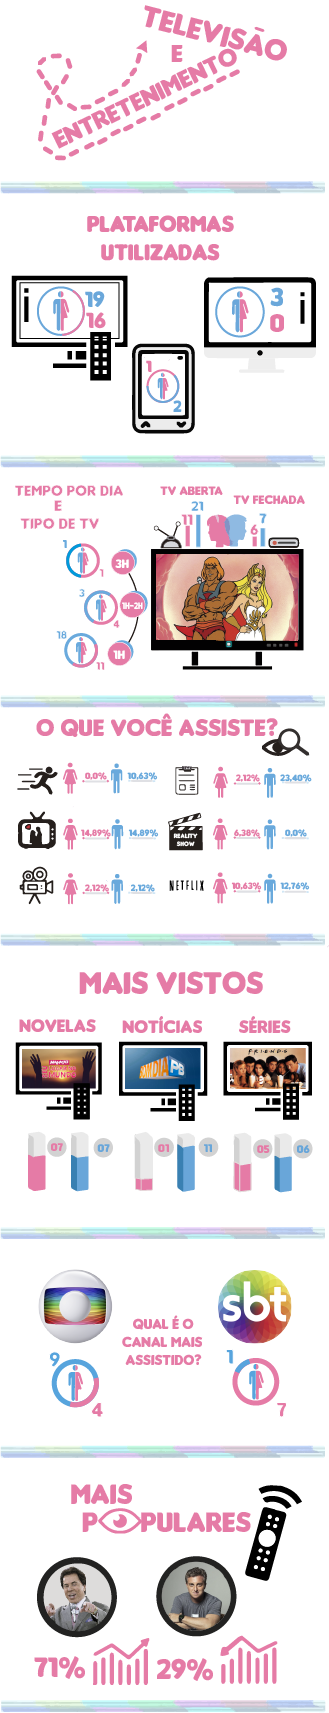 TELEVISÃO
E
ENTRETENIMENTO
PLATAFORMAS
UTILIZADAS
19
16
3
0
1
2
TEMPO POR DIA
E
TIPO DE TV
1
1
3H
3
4
1H-2H
18
11
1H
TV ABERTA
21
11
TV FECHADA
7
6
O QUE VOCÊ ASSISTE?
0,0%
10,63%
2,12%
23,40%
14,89%
14,89%
REALITY
SHOW
6,38%
0,0%
2,12%
2,12%
NETFLIX
10,63%
12,76%
MAIS VISTOS
NOVELAS
NOTÍCIAS
SÉRIES
FRIENDS
07
07
01
11
05
06
QUAL É O
CANAL MAIS
ASSISTIDO?
9
4
sbt
1
7
MAIS
POPULARES
71%
29%